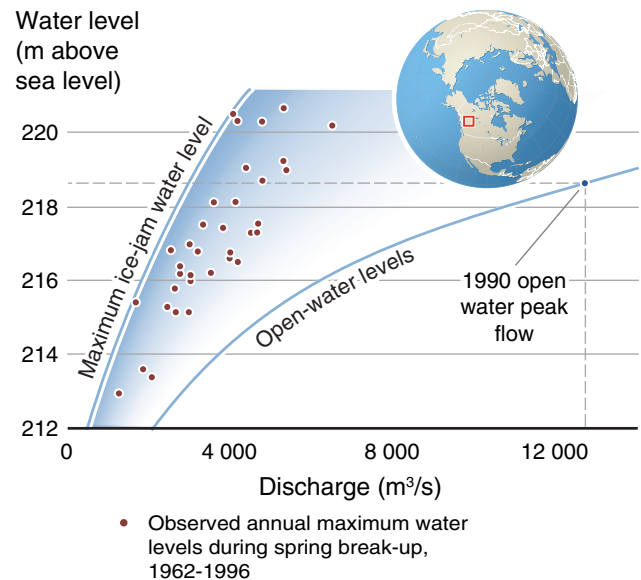 Water level
(m above
sea level)
220
218
216
214
212
0
4 000
8 000
12 000
Discharge (m³/s)
Maximum ice-jam water level
Open-water levels
1990 open
water peak
flow
Observed annual maximum water
levels during spring break-up,
1962-1996